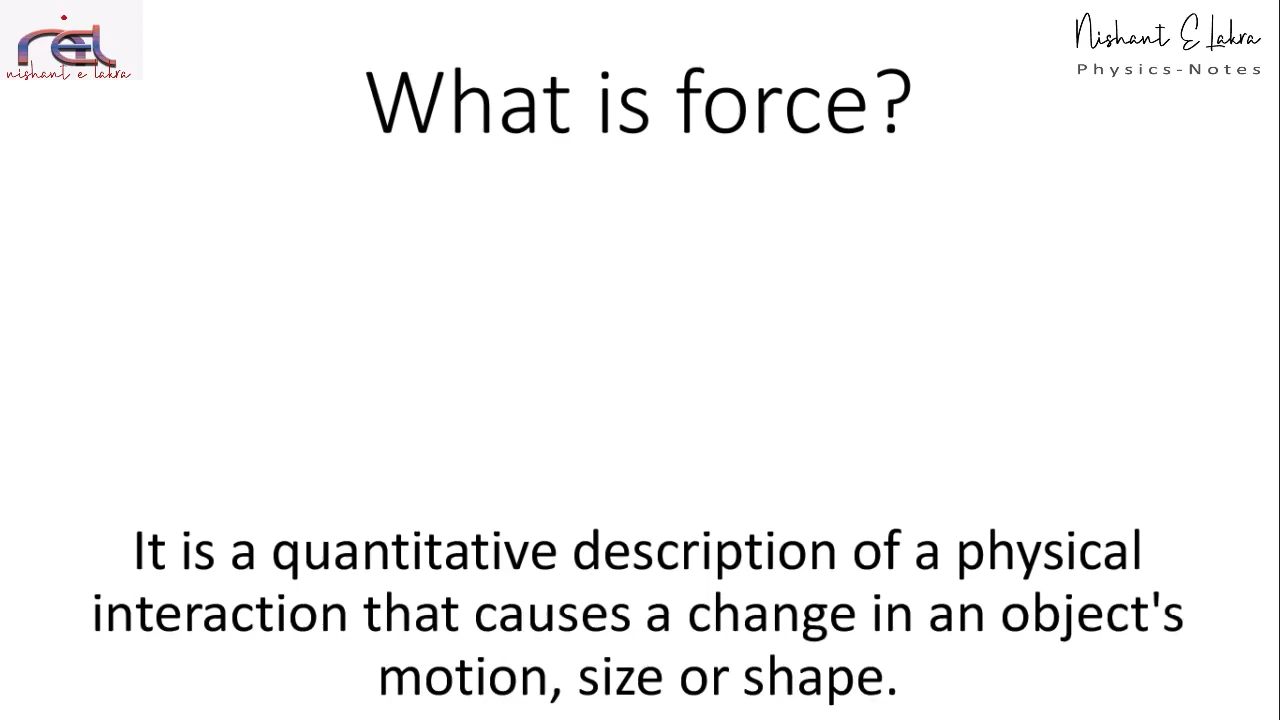 nishant e lakra
Nishant E Lakra
Physics-Notes
What is force?
It is a quantitative description of a physical
interaction that causes a change in an object's
motion, size or shape.